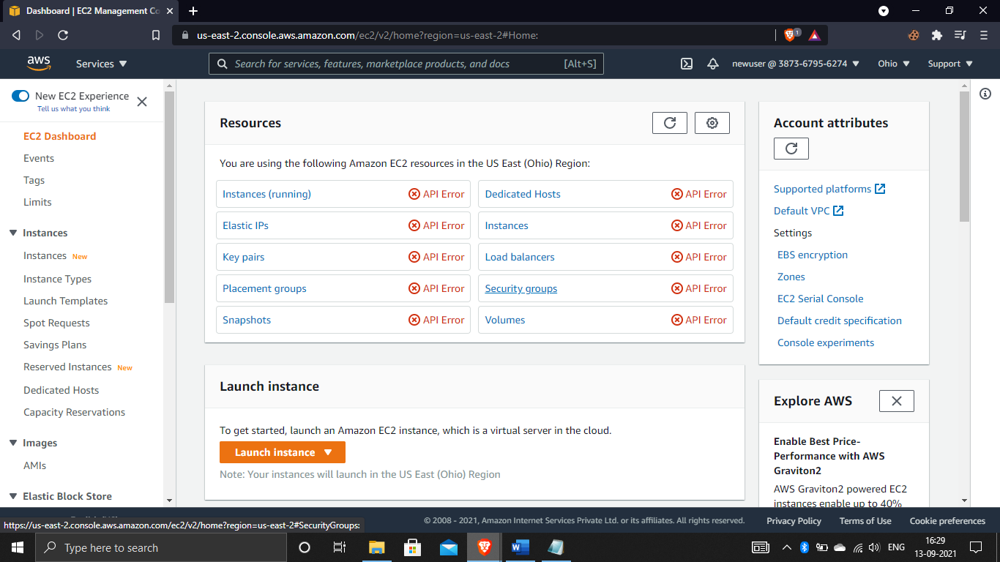 Dashboard | EC2 Management Co
us-east-2.console.aws.amazon.com/ec2/v2/home?region=us-east-2#Home:
1
aws
Services
Search for services, features, marketplace products, and docs
[Alt+S]
newuser @ 3873-6795-6274
Ohio
Support
New EC2 Experience
Tell us what you think
EC2 Dashboard
Events
Tags
Limits
Instances
Instances New
Instance Types
Launch Templates
Spot Requests
Savings Plans
Reserved Instances New
Dedicated Hosts
Capacity Reservations
Images
AMIs
Elastic Block Store
Resources
You are using the following Amazon EC2 resources in the US East (Ohio) Region:
Instances (running) API Error
Dedicated Hosts API Error
Elastic IPs API Error
Instances API Error
Key pairs API Error
Load balancers API Error
Placement groups API Error
Security groups API Error
Snapshots API Error
Volumes API Error
Launch instance
To get started, launch an Amazon EC2 instance, which is a virtual server in the cloud.
Launch instance
Note: Your instances will launch in the US East (Ohio) Region
Account attributes
Supported platforms
Default VPC
Settings
EBS encryption
Zones
EC2 Serial Console
Default credit specification
Console experiments
Explore AWS
Enable Best Price-
Performance with AWS
Graviton2
AWS Graviton2 powered EC2
instances enable up to 40%
https://us-east-2.console.aws.amazon.com/ec2/v2/home?region=us-east-2#SecurityGroups:
© 2008 - 2021, Amazon Internet Services Private Ltd. or its affiliates. All rights reserved.
Privacy Policy
Terms of Use
Cookie preferences
Type here to search
ENG
16:29
13-09-2021